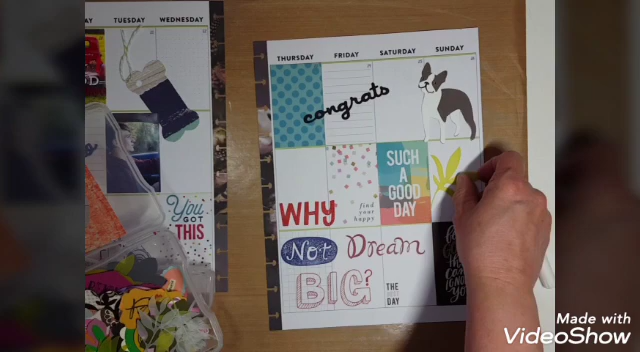 TUESDAY
WEDNESDAY
You
GOT
THIS
THURSDAY
FRIDAY
SATURDAY
SUNDAY
congrats
SUCH
A
GOOD
DAY
WHY
find
your
happy
Not Dream
BIG?
THE
DAY
Made with
VideoShow